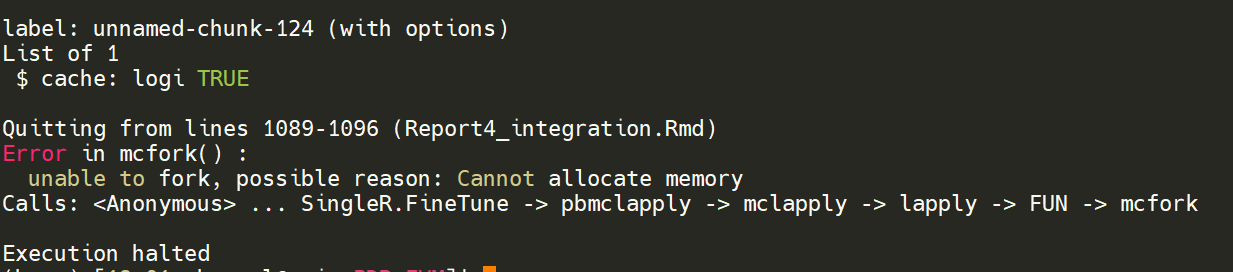 label: unnamed-chunk-124 (with options)
List of 1
 $ cache: logi TRUE

Quitting from lines 1089-1096 (Report4_integration.Rmd)
Error in mcfork() :
  unable to fork, possible reason: Cannot allocate memory
Calls: <Anonymous> ... SingleR.FineTune -> pbmclapply -> mclapply -> lapply -> FUN -> mcfork

Execution halted